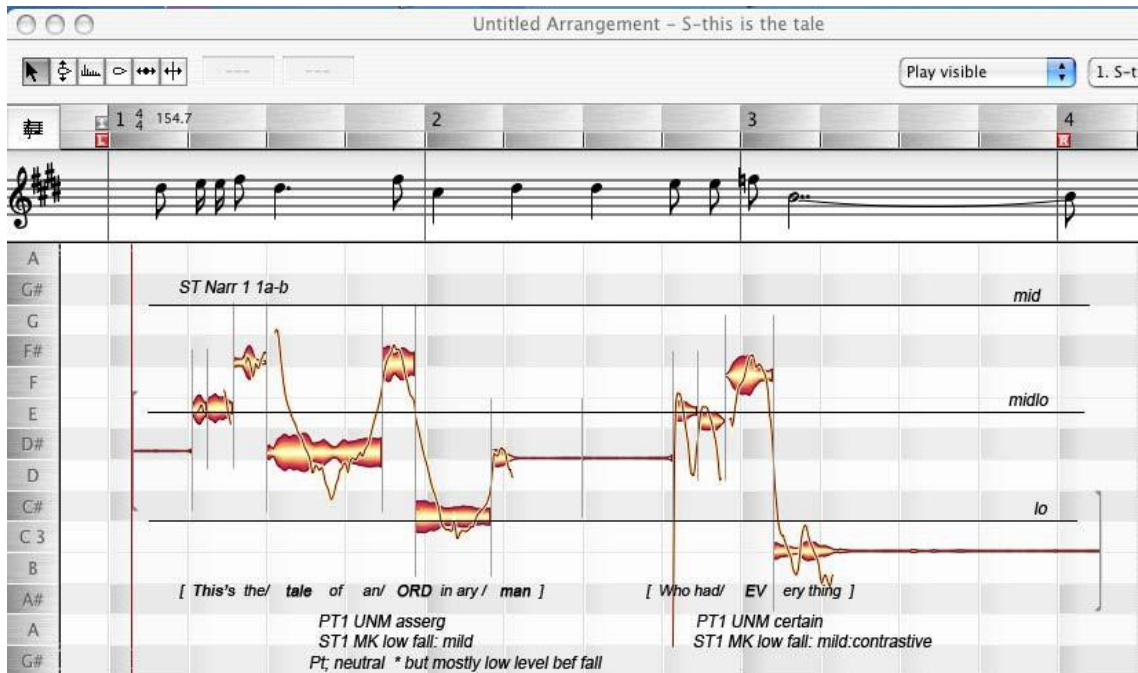 Untitled Arrangement – S-this is the tale
--- ---
Play visible
1. S-t
1 4/4 154.7 2 3 4
L R
A
G#
G
F#
F
E
D#
D
C#
C 3
B
A#
A
G#
ST Narr 1 1a-b
mid
midlo
lo
[ This's the/ tale of an/ ORD in ary / man ] [ Who had/ EV ery thing ]
PT1 UNM asserg PT1 UNM certain
ST1 MK low fall: mild ST1 MK low fall: mild:contrastive
Pt; neutral * but mostly low level bef fall